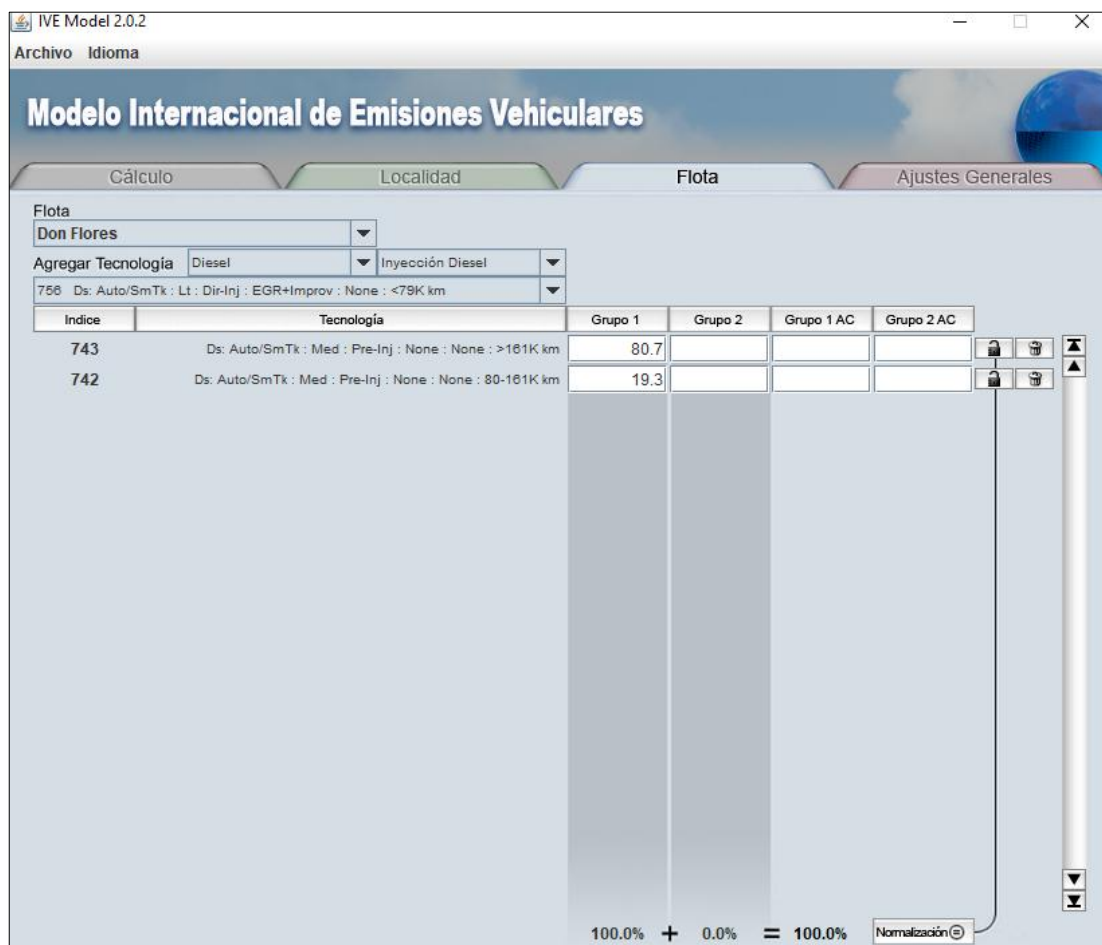 IVE Model 2.0.2
Archivo Idioma
Modelo Internacional de Emisiones Vehiculares
Cálculo Localidad Flota Ajustes Generales
Flota
Don Flores
Agregar Tecnología Diesel Inyección Diesel
756 Ds: Auto/SmTk : Lt : Dir-Inj : EGR+Improv : None : <79K km
Indice Tecnología Grupo 1 Grupo 2 Grupo 1 AC Grupo 2 AC
743 Ds: Auto/SmTk : Med : Pre-Inj : None : None : >161K km 80.7
742 Ds: Auto/SmTk : Med : Pre-Inj : None : None : 80-161K km 19.3
100.0% + 0.0% = 100.0% Normalización =